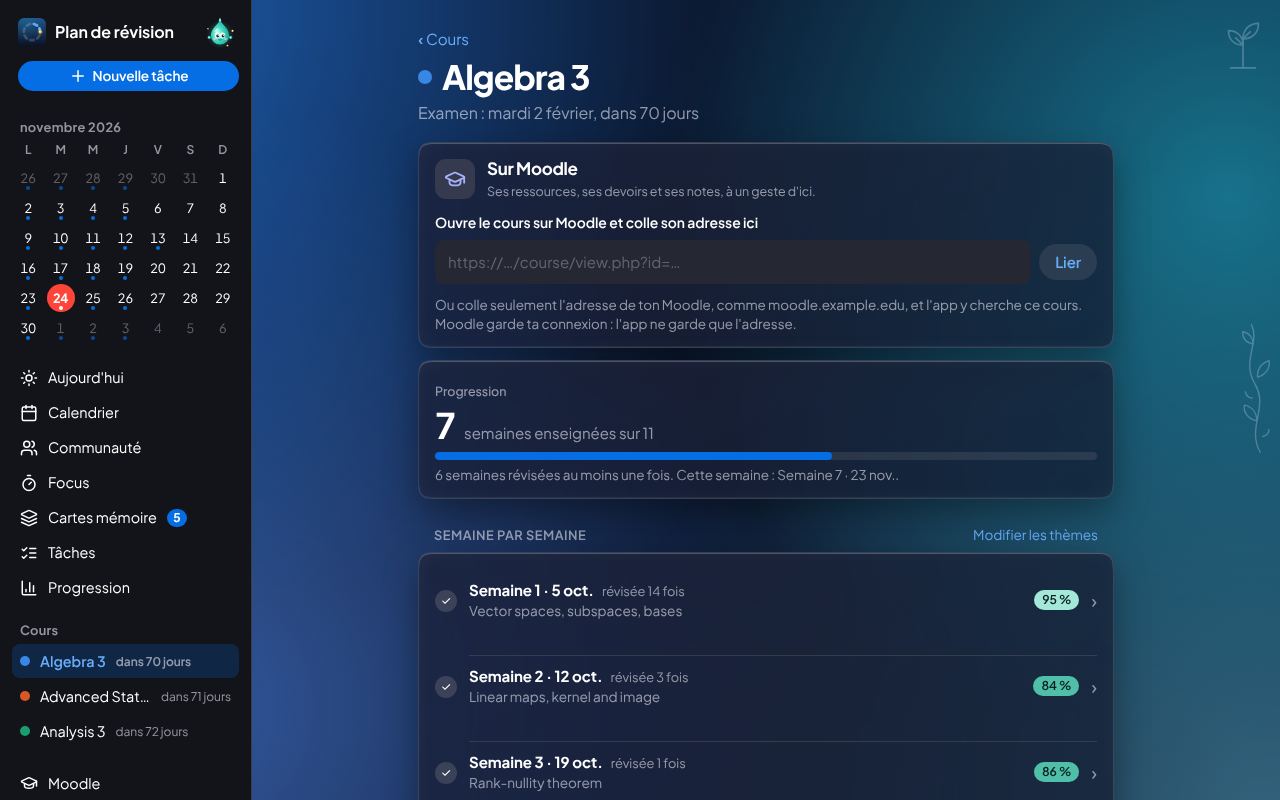 Plan de révision
Nouvelle tâche
novembre 2026
L M M J V S D
26 27 28 29 30 31 1
2 3 4 5 6 7 8
9 10 11 12 13 14 15
16 17 18 19 20 21 22
23 24 25 26 27 28 29
30 1 2 3 4 5 6
Aujourd'hui
Calendrier
Communauté
Focus
Cartes mémoire 5
Tâches
Progression
Cours
Algebra 3 dans 70 jours
Advanced Stat… dans 71 jours
Analysis 3 dans 72 jours
Moodle
‹ Cours
Algebra 3
Examen : mardi 2 février, dans 70 jours
Sur Moodle
Ses ressources, ses devoirs et ses notes, à un geste d'ici.
Ouvre le cours sur Moodle et colle son adresse ici
https://…/course/view.php?id=…
Lier
Ou colle seulement l'adresse de ton Moodle, comme moodle.example.edu, et l'app y cherche ce cours.
Moodle garde ta connexion : l'app ne garde que l'adresse.
Progression
7 semaines enseignées sur 11
6 semaines révisées au moins une fois. Cette semaine : Semaine 7 · 23 nov..
SEMAINE PAR SEMAINE
Modifier les thèmes
Semaine 1 · 5 oct. révisée 14 fois
Vector spaces, subspaces, bases
95 % ›
Semaine 2 · 12 oct. révisée 3 fois
Linear maps, kernel and image
84 % ›
Semaine 3 · 19 oct. révisée 1 fois
Rank-nullity theorem
86 % ›